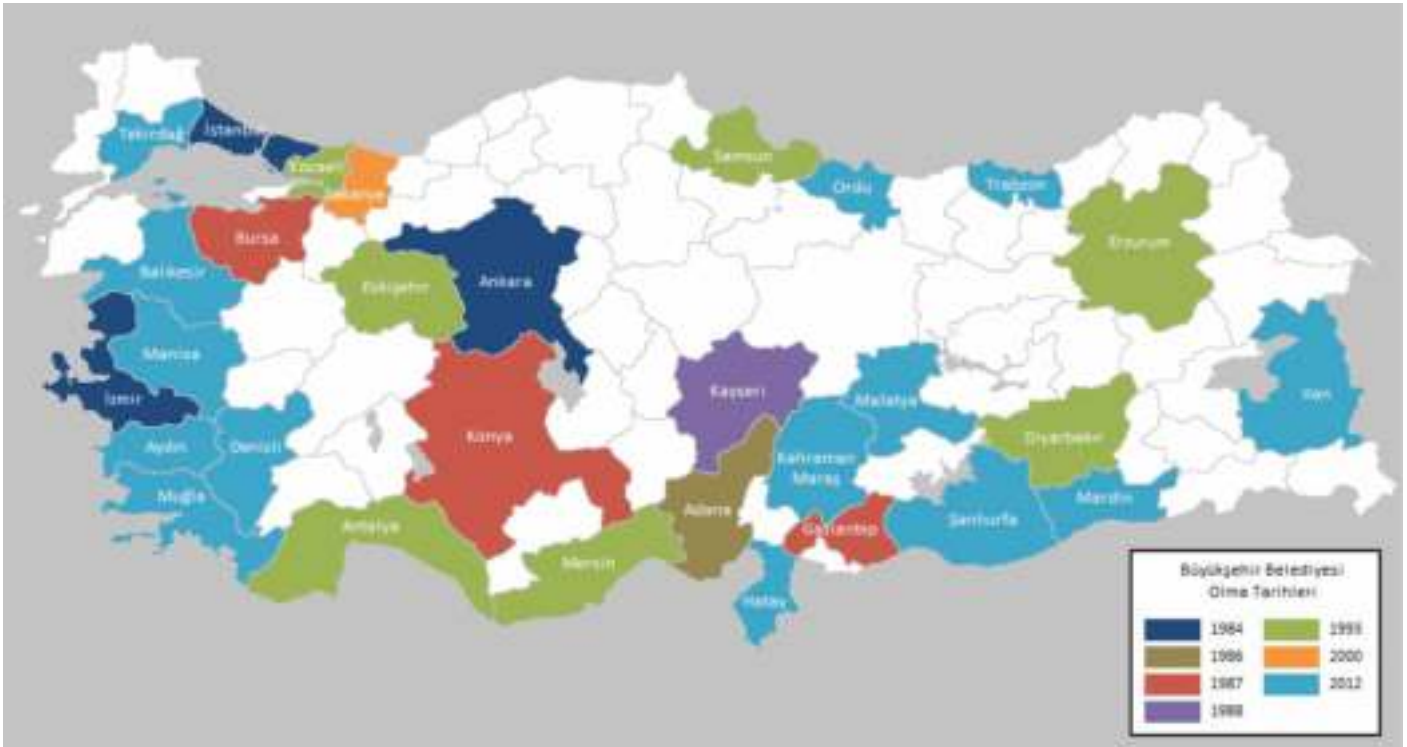 Tekirdağ
İstanbul
Kocaeli
Sakarya
Samsun
Ordu
Trabzon
Erzurum
Bursa
Balıkesir
Eskişehir
Ankara
Manisa
İzmir
Kayseri
Malatya
Van
Aydın
Denizli
Konya
Diyarbakır
Kahraman
Maraş
Muğla
Antalya
Adana
Mardin
Şanlıurfa
Gaziantep
Mersin
Hatay
Büyükşehir Belediyesi
Olma Tarihleri
1984 1993
1986 2000
1987 2012
1988